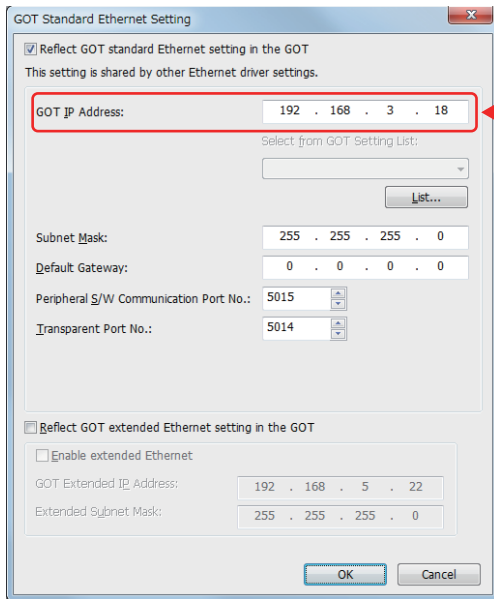 GOT Standard Ethernet Setting
Reflect GOT standard Ethernet setting in the GOT
This setting is shared by other Ethernet driver settings.
GOT IP Address: 192 . 168 . 3 . 18
Select from GOT Setting List:
List...
Subnet Mask: 255 . 255 . 255 . 0
Default Gateway: 0 . 0 . 0 . 0
Peripheral S/W Communication Port No.: 5015
Transparent Port No.: 5014
Reflect GOT extended Ethernet setting in the GOT
Enable extended Ethernet
GOT Extended IP Address: 192 . 168 . 5 . 22
Extended Subnet Mask: 255 . 255 . 255 . 0
OK Cancel